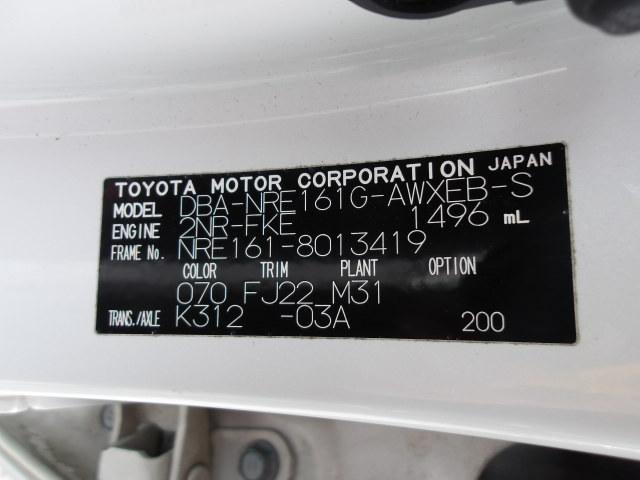 TOYOTA MOTOR CORPORATION JAPAN
MODEL DBA-NRE161G-AWXEB-S
ENGINE 2NR-FKE 1496 mL
FRAME No. NRE161-8013419
COLOR TRIM PLANT OPTION
070 FJ22 M31
TRANS./AXLE K312 -03A 200